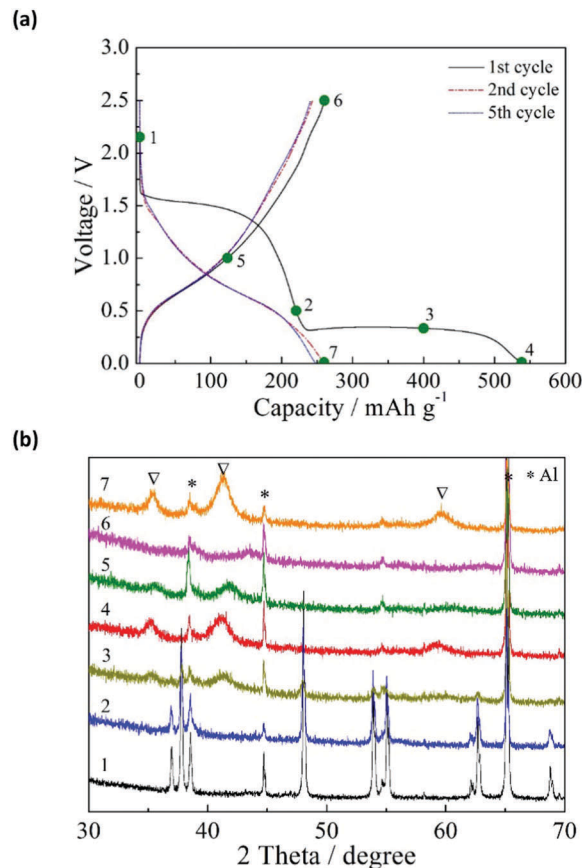 (a)
3.0
2.5
2.0
1.5
1.0
0.5
0.0
Voltage / V
1
2
3
4
5
6
7
1st cycle
2nd cycle
5th cycle
0 100 200 300 400 500 600
Capacity / mAh g⁻¹
(b)
▽ * ▽ * ▽ * * Al
7
6
5
4
3
2
1
30 40 50 60 70
2 Theta / degree